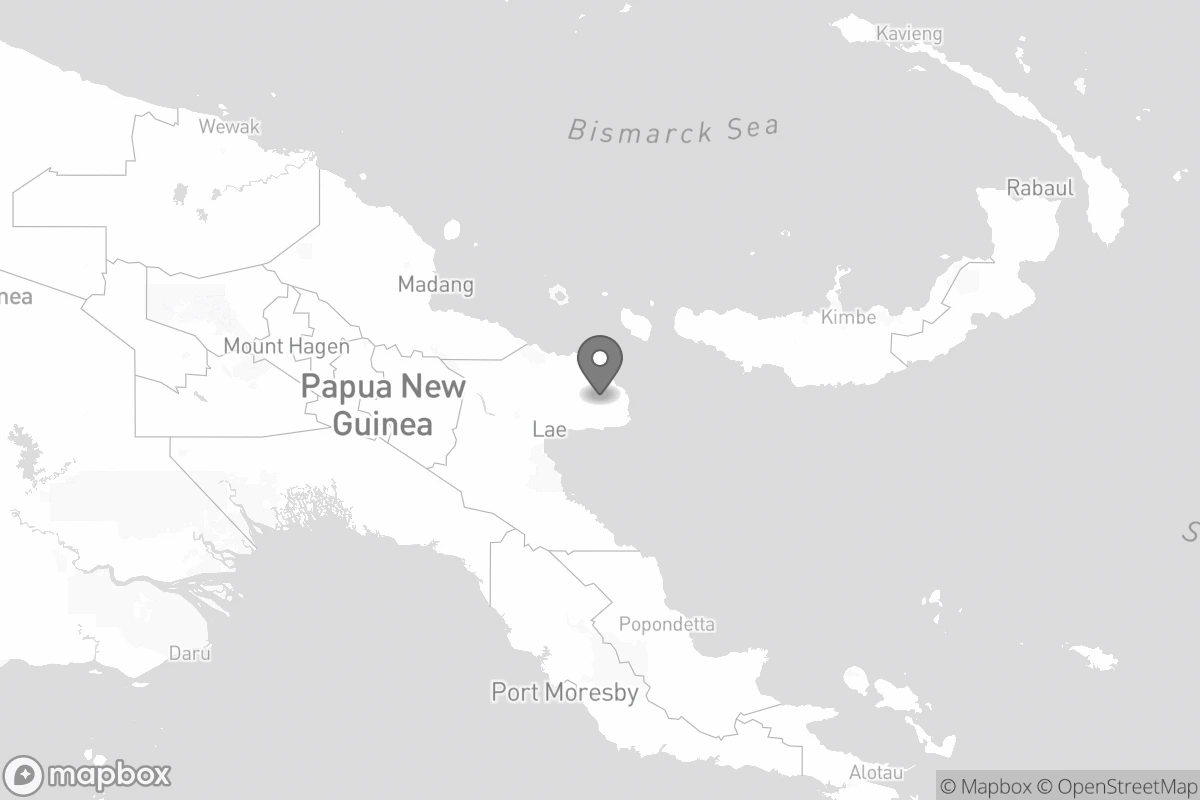 Kavieng
Wewak
Bismarck Sea
Rabaul
Madang
nea
Kimbe
Mount Hagen
Papua New
Guinea
Lae
S
Popondetta
Daru
Port Moresby
Alotau
mapbox
© Mapbox © OpenStreetMap